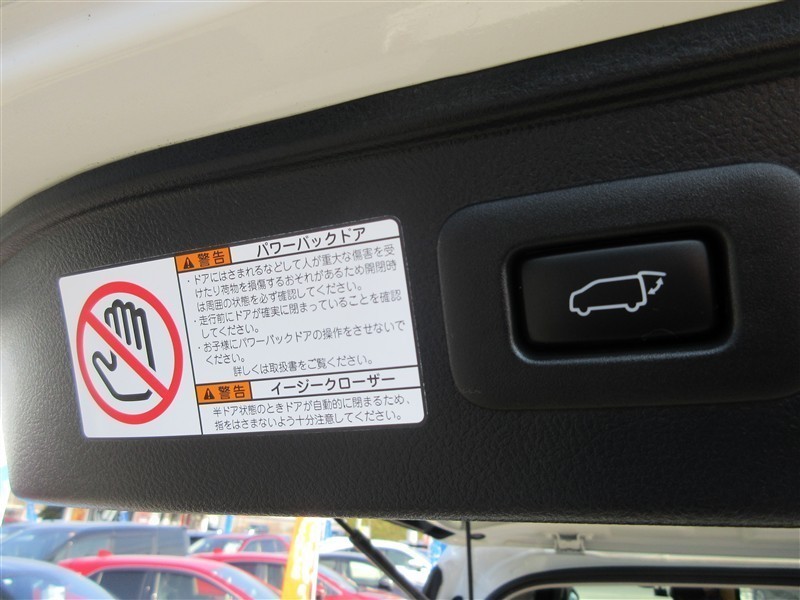 警告 パワーバックドア
・ドアにはさまれるなどして人が重大な傷害を受
けたり荷物を損傷するおそれがあるため開閉時
は周囲の状態を必ず確認してください。
・走行前にドアが確実に閉まっていることを確認
してください。
・お子様にパワーバックドアの操作をさせないで
ください。
詳しくは取扱書をご覧ください。
警告 イージークローザー
半ドア状態のときドアが自動的に閉まるため、
指をはさまないよう十分注意してください。